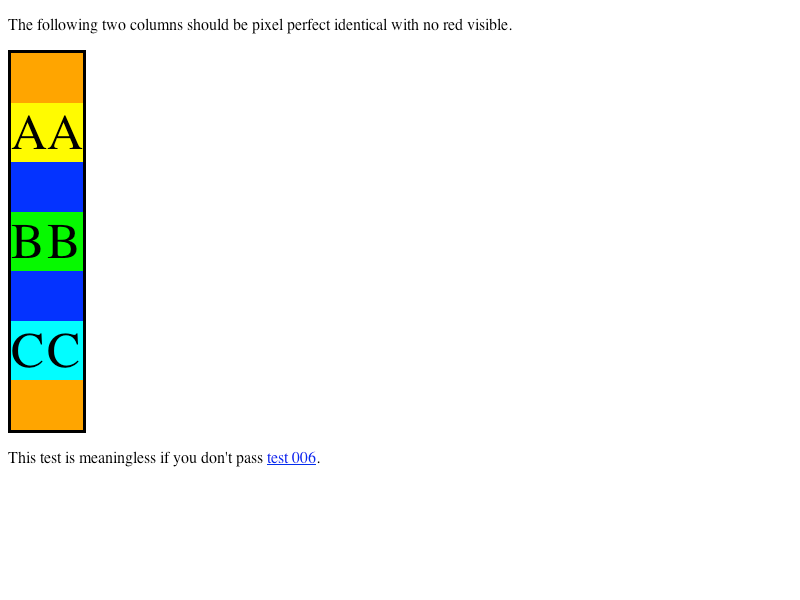 The following two columns should be pixel perfect identical with no red visible.
AA
BB
CC
This test is meaningless if you don't pass test 006.